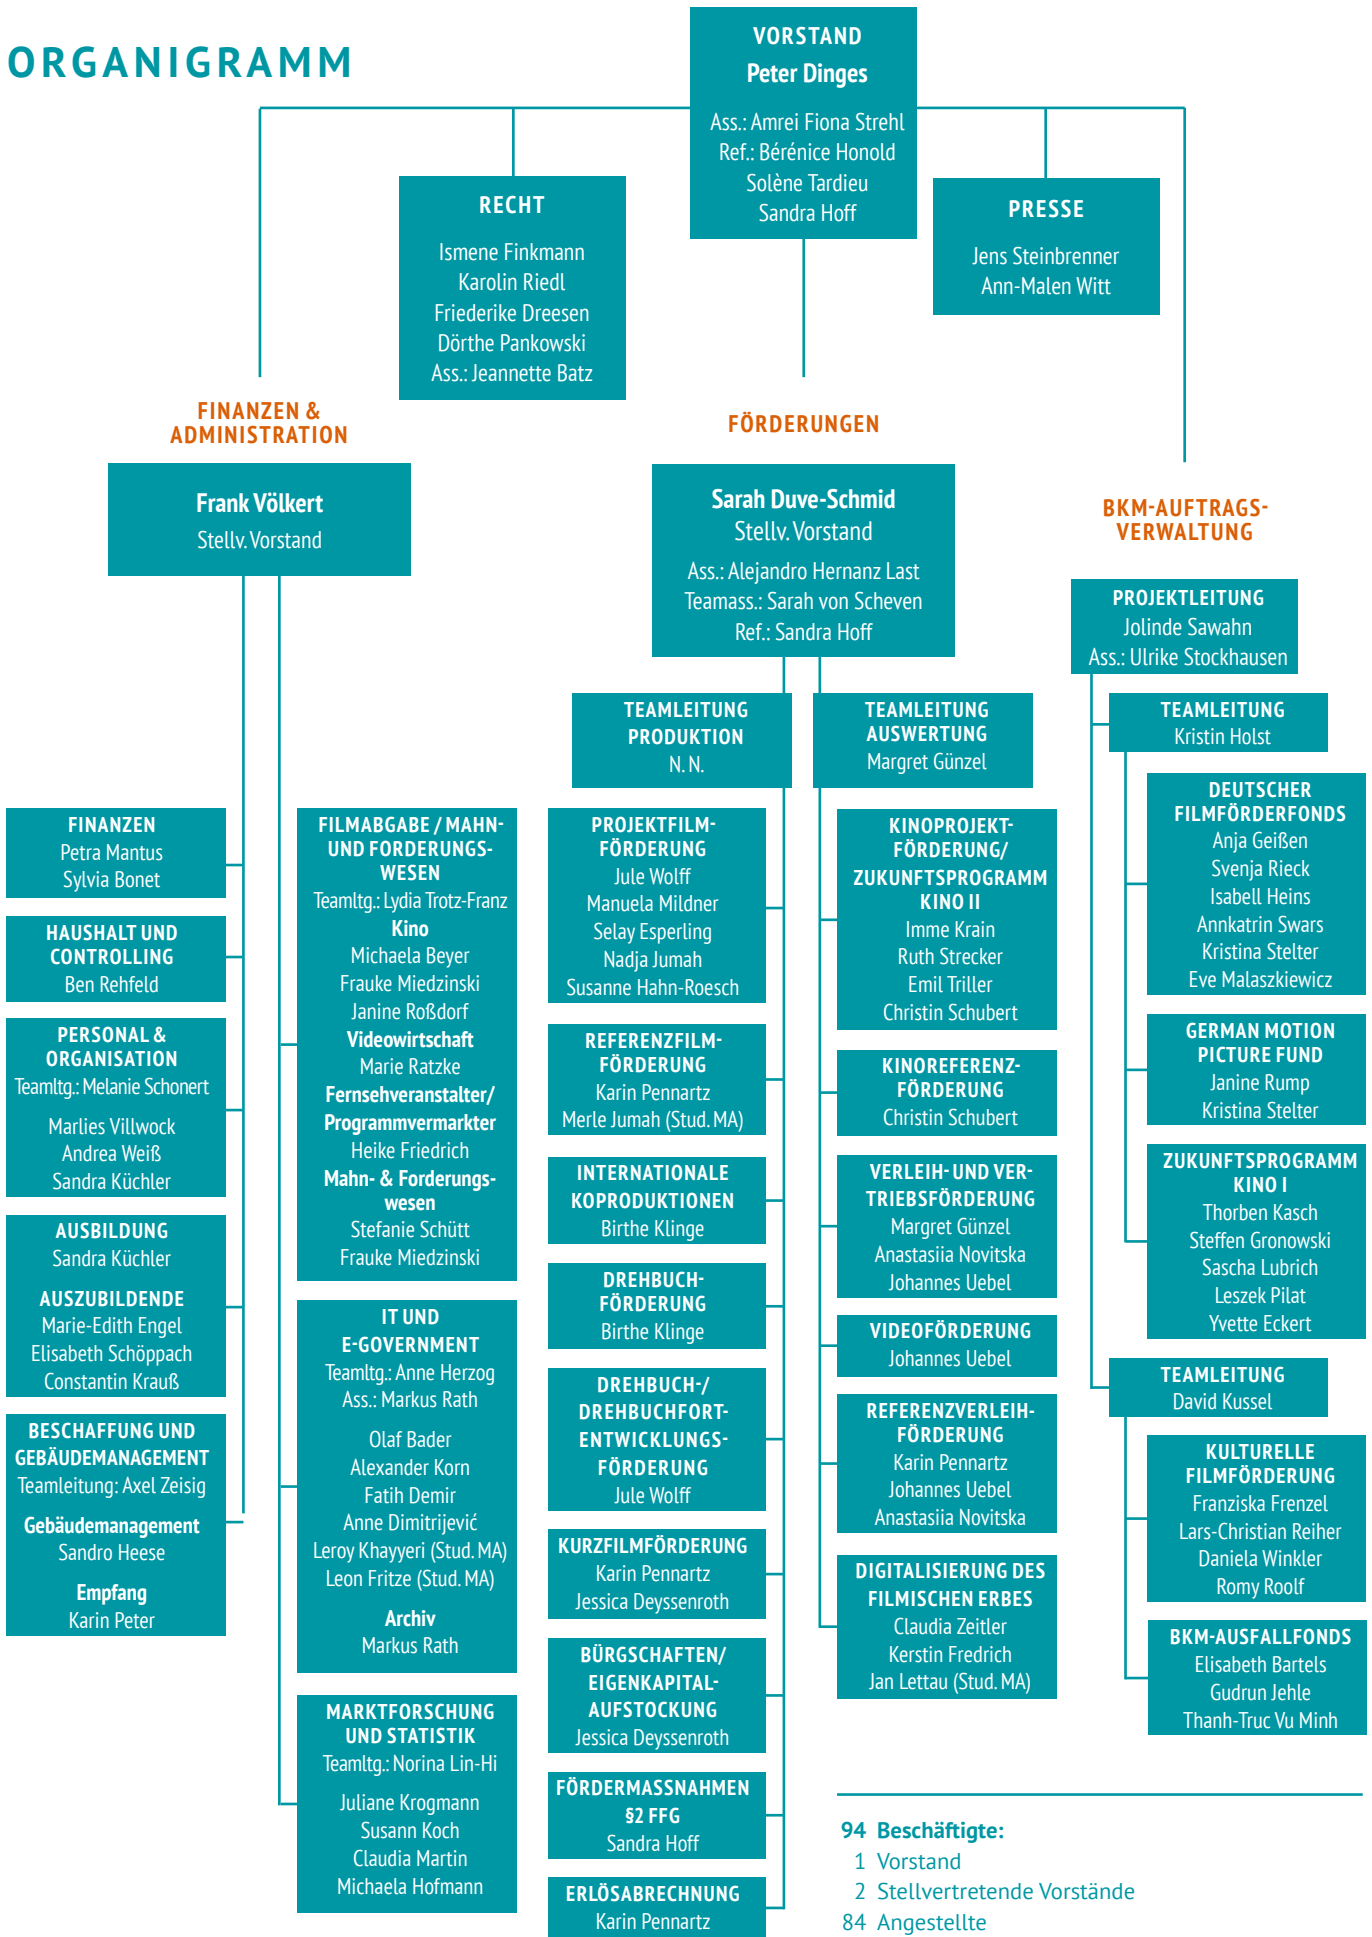 ORGANIGRAMM
VORSTAND
Peter Dinges
Ass.: Amrei Fiona Strehl
Ref.: Bérénice Honold
Solène Tardieu
Sandra Hoff
RECHT
Ismene Finkmann
Karolin Riedl
Friederike Dreesen
Dörthe Pankowski
Ass.: Jeannette Batz
PRESSE
Jens Steinbrenner
Ann-Malen Witt
FINANZEN &
ADMINISTRATION
Frank Völkert
Stellv. Vorstand
FINANZEN
Petra Mantus
Sylvia Bonet
HAUSHALT UND
CONTROLLING
Ben Rehfeld
PERSONAL &
ORGANISATION
Teamltg.: Melanie Schonert
Marlies Villwock
Andrea Weiß
Sandra Küchler
AUSBILDUNG
Sandra Küchler
AUSZUBILDENDE
Marie-Edith Engel
Elisabeth Schöppach
Constantin Krauß
BESCHAFFUNG UND
GEBÄUDEMANAGEMENT
Teamleitung: Axel Zeisig
Gebäudemanagement
Sandro Heese
Empfang
Karin Peter
FILMABGABE / MAHN-
UND FORDERUNGS-
WESEN
Teamltg.: Lydia Trotz-Franz
Kino
Michaela Beyer
Frauke Miedzinski
Janine Roßdorf
Videowirtschaft
Marie Ratzke
Fernsehveranstalter/
Programmvermarkter
Heike Friedrich
Mahn- & Forderungs-
wesen
Stefanie Schütt
Frauke Miedzinski
IT UND
E-GOVERNMENT
Teamltg.: Anne Herzog
Ass.: Markus Rath
Olaf Bader
Alexander Korn
Fatih Demir
Anne Dimitrijević
Leroy Khayyeri (Stud. MA)
Leon Fritze (Stud. MA)
Archiv
Markus Rath
MARKTFORSCHUNG
UND STATISTIK
Teamltg.: Norina Lin-Hi
Juliane Krogmann
Susann Koch
Claudia Martin
Michaela Hofmann
FÖRDERUNGEN
Sarah Duve-Schmid
Stellv. Vorstand
Ass.: Alejandro Hernanz Last
Teamass.: Sarah von Scheven
Ref.: Sandra Hoff
TEAMLEITUNG
PRODUKTION
N. N.
PROJEKTFILM-
FÖRDERUNG
Jule Wolff
Manuela Mildner
Selay Esperling
Nadja Jumah
Susanne Hahn-Roesch
REFERENZFILM-
FÖRDERUNG
Karin Pennartz
Merle Jumah (Stud. MA)
INTERNATIONALE
KOPRODUKTIONEN
Birthe Klinge
DREHBUCH-
FÖRDERUNG
Birthe Klinge
DREHBUCH-/
DREHBUCHFORT-
ENTWICKLUNGS-
FÖRDERUNG
Jule Wolff
KURZFILMFÖRDERUNG
Karin Pennartz
Jessica Deyssenroth
BÜRGSCHAFTEN/
EIGENKAPITAL-
AUFSTOCKUNG
Jessica Deyssenroth
FÖRDERMASSNAHMEN
§2 FFG
Sandra Hoff
ERLÖSABRECHNUNG
Karin Pennartz
TEAMLEITUNG
AUSWERTUNG
Margret Günzel
KINOPROJEKT-
FÖRDERUNG/
ZUKUNFTSPROGRAMM
KINO II
Imme Krain
Ruth Strecker
Emil Triller
Christin Schubert
KINOREFERENZ-
FÖRDERUNG
Christin Schubert
VERLEIH- UND VER-
TRIEBSFÖRDERUNG
Margret Günzel
Anastasiia Novitska
Johannes Uebel
VIDEOFÖRDERUNG
Johannes Uebel
REFERENZVERLEIH-
FÖRDERUNG
Karin Pennartz
Johannes Uebel
Anastasiia Novitska
DIGITALISIERUNG DES
FILMISCHEN ERBES
Claudia Zeitler
Kerstin Fredrich
Jan Lettau (Stud. MA)
BKM-AUFTRAGS-
VERWALTUNG
PROJEKTLEITUNG
Jolinde Sawahn
Ass.: Ulrike Stockhausen
TEAMLEITUNG
Kristin Holst
DEUTSCHER
FILMFÖRDERFONDS
Anja Geißen
Svenja Rieck
Isabell Heins
Annkatrin Swars
Kristina Stelter
Eve Malaszkiewicz
GERMAN MOTION
PICTURE FUND
Janine Rump
Kristina Stelter
ZUKUNFTSPROGRAMM
KINO I
Thorben Kasch
Steffen Gronowski
Sascha Lubrich
Leszek Pilat
Yvette Eckert
TEAMLEITUNG
David Kussel
KULTURELLE
FILMFÖRDERUNG
Franziska Frenzel
Lars-Christian Reiher
Daniela Winkler
Romy Roolf
BKM-AUSFALLFONDS
Elisabeth Bartels
Gudrun Jehle
Thanh-Truc Vu Minh
94 Beschäftigte:
1 Vorstand
2 Stellvertretende Vorstände
84 Angestellte